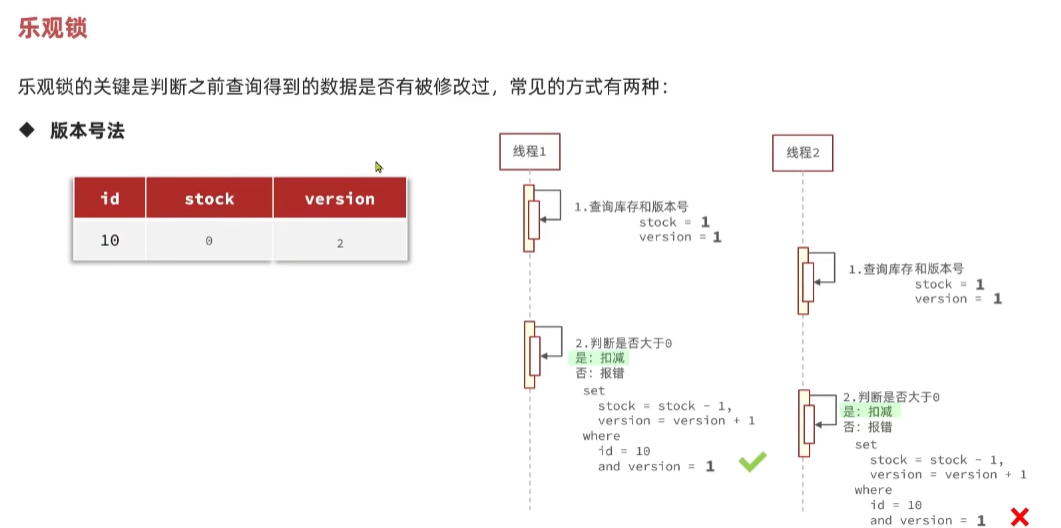 乐观锁
乐观锁的关键是判断之前查询得到的数据是否有被修改过，常见的方式有两种：
◆ 版本号法
id stock version
10 0 2
线程1
1.查询库存和版本号
stock = 1
version = 1
2.判断是否大于0
是：扣减
否：报错
set
stock = stock - 1,
version = version + 1
where
id = 10
and version = 1
线程2
1.查询库存和版本号
stock = 1
version = 1
2.判断是否大于0
是：扣减
否：报错
set
stock = stock - 1,
version = version + 1
where
id = 10
and version = 1